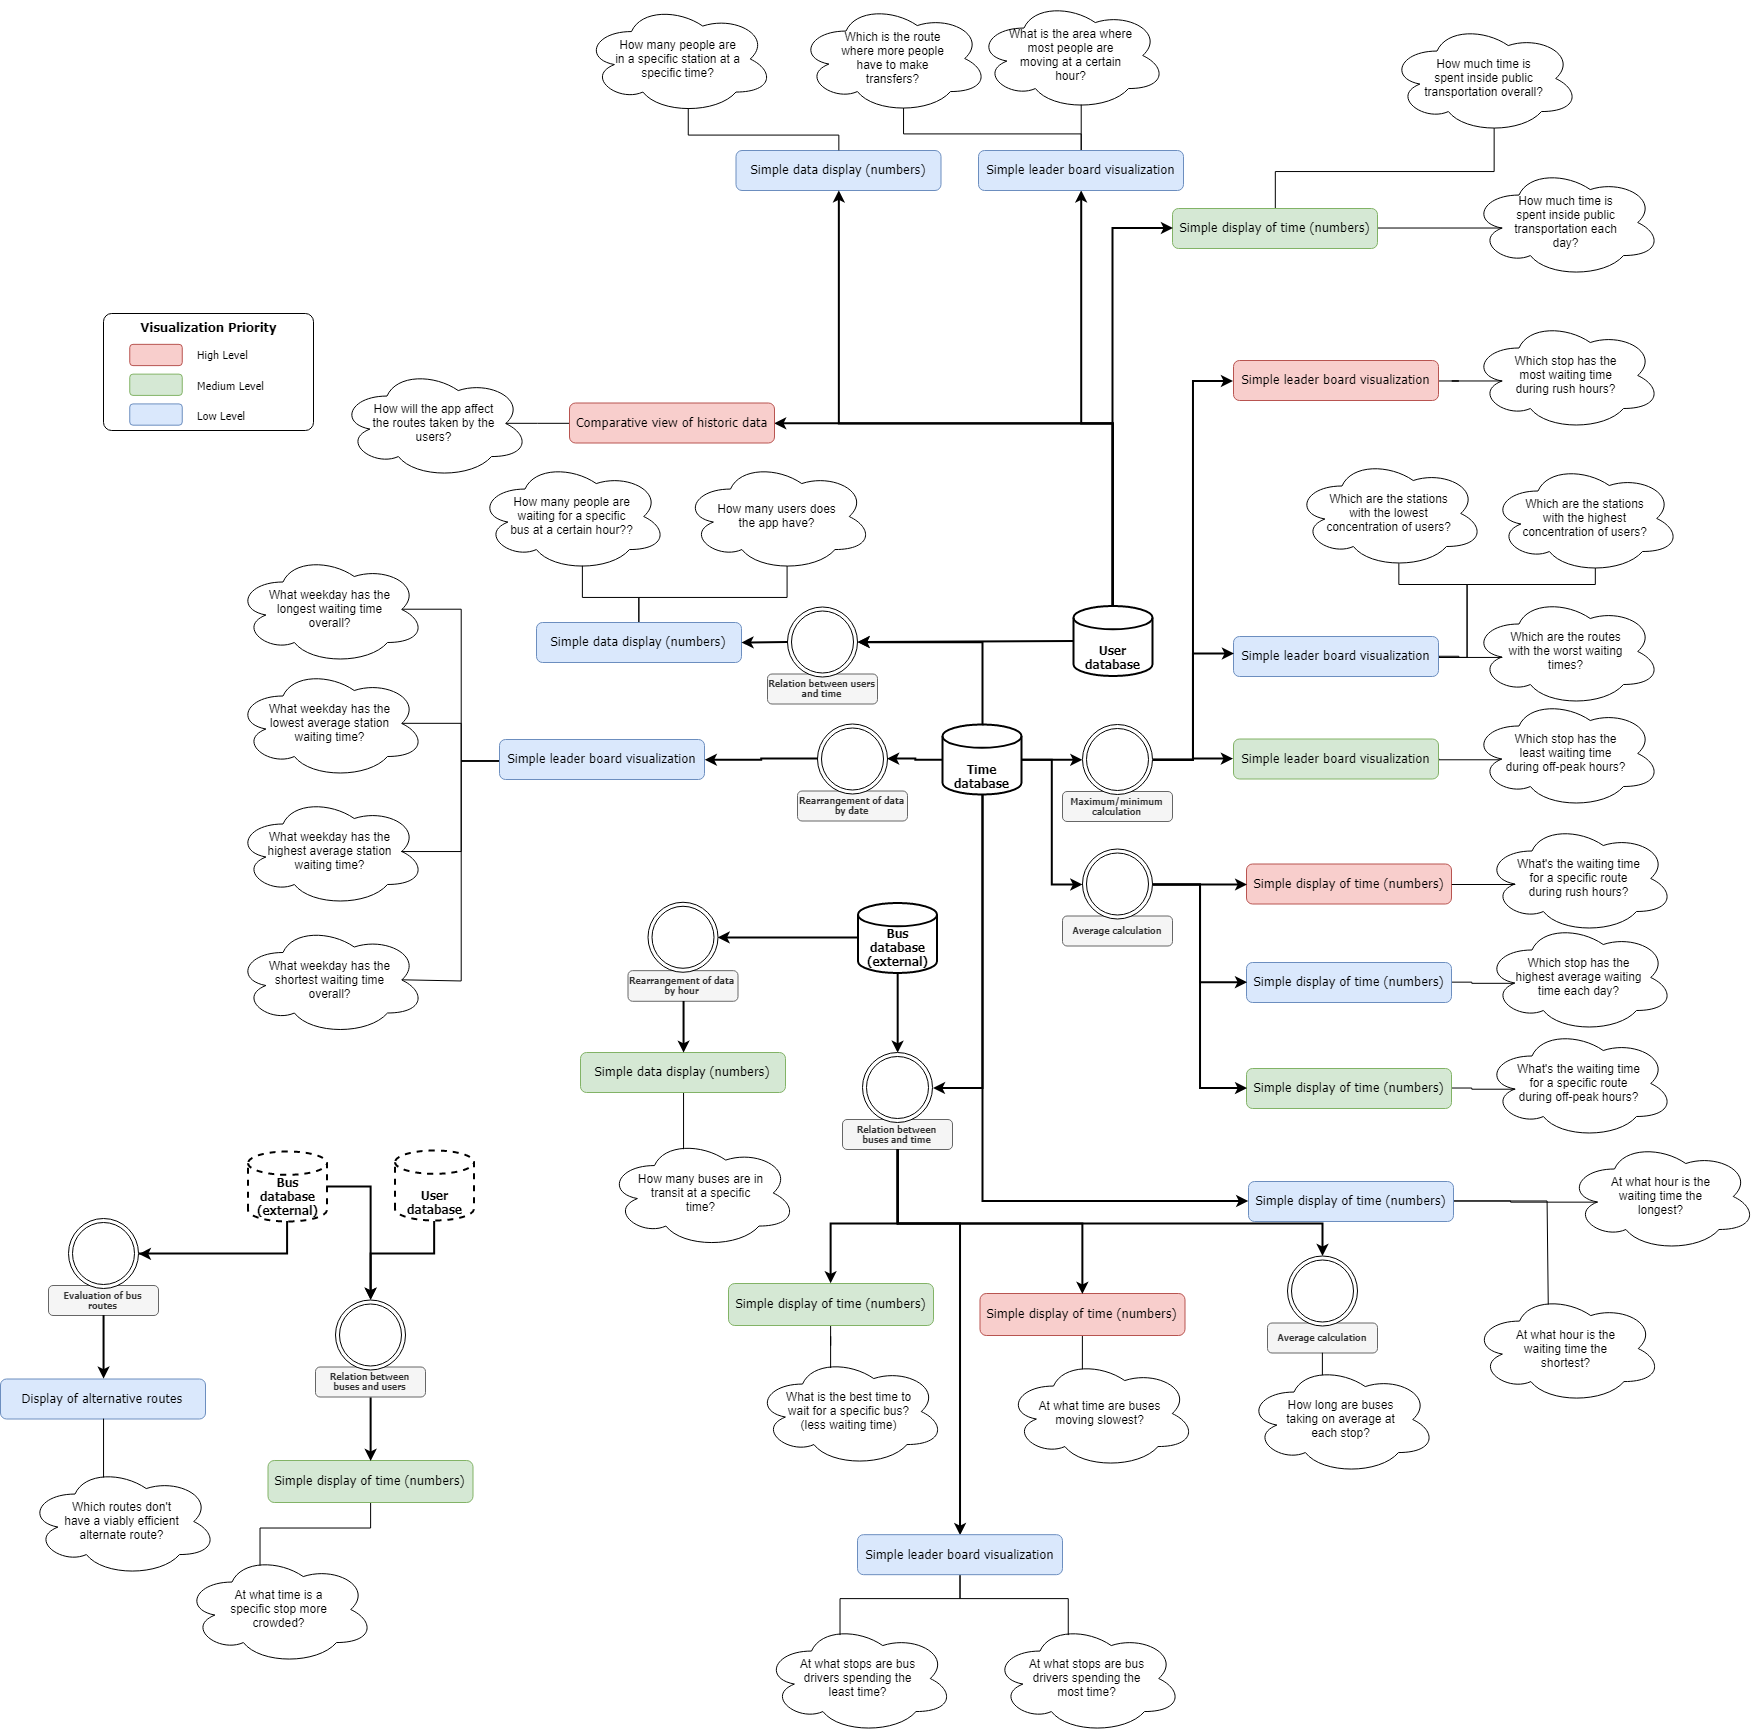 How many people are
in a specific station at a
specific time?
Which is the route
where more people
have to make
transfers?
What is the area where
most people are
moving at a certain
hour?
How much time is
spent inside public
transportation overall?
Simple data display (numbers)
Simple leader board visualization
Simple display of time (numbers)
How much time is
spent inside public
transportation each
day?
Visualization Priority
High Level
Medium Level
Low Level
How will the app affect
the routes taken by the
users?
Comparative view of historic data
Simple leader board visualization
Which stop has the
most waiting time
during rush hours?
How many people are
waiting for a specific
bus at a certain hour??
How many users does
the app have?
Which are the stations
with the lowest
concentration of users?
Which are the stations
with the highest
concentration of users?
What weekday has the
longest waiting time
overall?
Simple data display (numbers)
Relation between users
and time
User
database
Simple leader board visualization
Which are the routes
with the worst waiting
times?
What weekday has the
lowest average station
waiting time?
Simple leader board visualization
Rearrangement of data
by date
Time
database
Maximum/minimum
calculation
Simple leader board visualization
Which stop has the
least waiting time
during off-peak hours?
What weekday has the
highest average station
waiting time?
Average calculation
Simple display of time (numbers)
What's the waiting time
for a specific route
during rush hours?
What weekday has the
shortest waiting time
overall?
Rearrangement of data
by hour
Bus
database
(external)
Simple display of time (numbers)
Which stop has the
highest average waiting
time each day?
Simple data display (numbers)
Relation between
buses and time
Simple display of time (numbers)
What's the waiting time
for a specific route
during off-peak hours?
How many buses are in
transit at a specific
time?
Bus
database
(external)
User
database
Simple display of time (numbers)
At what hour is the
waiting time the
longest?
Evaluation of bus
routes
Relation between
buses and users
Simple display of time (numbers)
Simple display of time (numbers)
Average calculation
At what hour is the
waiting time the
shortest?
Display of alternative routes
What is the best time to
wait for a specific bus?
(less waiting time)
At what time are buses
moving slowest?
How long are buses
taking on average at
each stop?
Simple display of time (numbers)
Which routes don't
have a viably efficient
alternate route?
At what time is a
specific stop more
crowded?
Simple leader board visualization
At what stops are bus
drivers spending the
least time?
At what stops are bus
drivers spending the
most time?